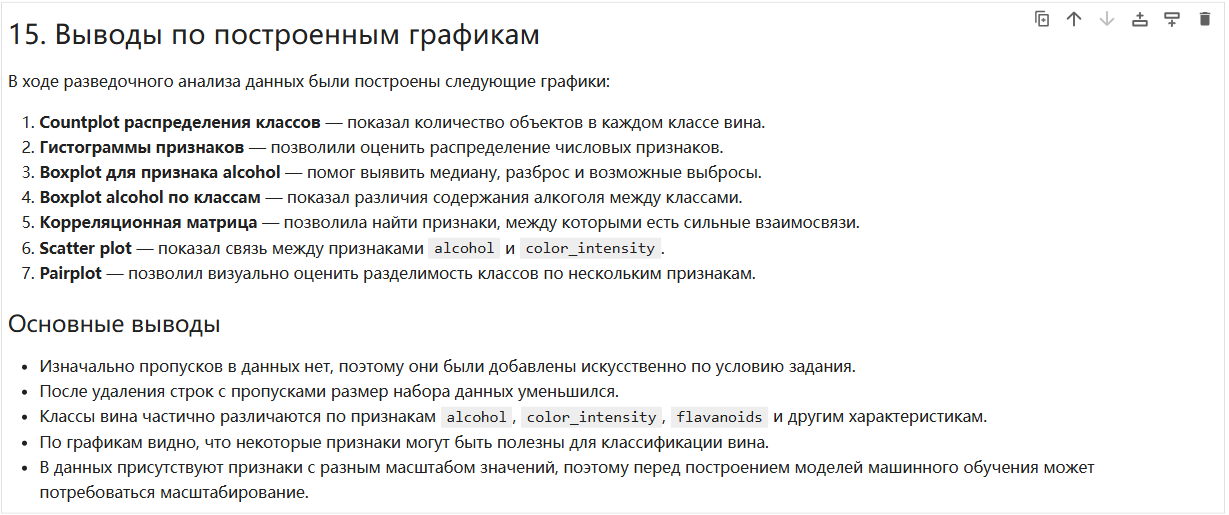 15. Выводы по построенным графикам
В ходе разведочного анализа данных были построены следующие графики:
1. Countplot распределения классов — показал количество объектов в каждом классе вина.
2. Гистограммы признаков — позволили оценить распределение числовых признаков.
3. Boxplot для признака alcohol — помог выявить медиану, разброс и возможные выбросы.
4. Boxplot alcohol по классам — показал различия содержания алкоголя между классами.
5. Корреляционная матрица — позволила найти признаки, между которыми есть сильные взаимосвязи.
6. Scatter plot — показал связь между признаками alcohol и color_intensity.
7. Pairplot — позволил визуально оценить разделимость классов по нескольким признакам.
Основные выводы
• Изначально пропусков в данных нет, поэтому они были добавлены искусственно по условию задания.
• После удаления строк с пропусками размер набора данных уменьшился.
• Классы вина частично различаются по признакам alcohol, color_intensity, flavanoids и другим характеристикам.
• По графикам видно, что некоторые признаки могут быть полезны для классификации вина.
• В данных присутствуют признаки с разным масштабом значений, поэтому перед построением моделей машинного обучения может
потребоваться масштабирование.